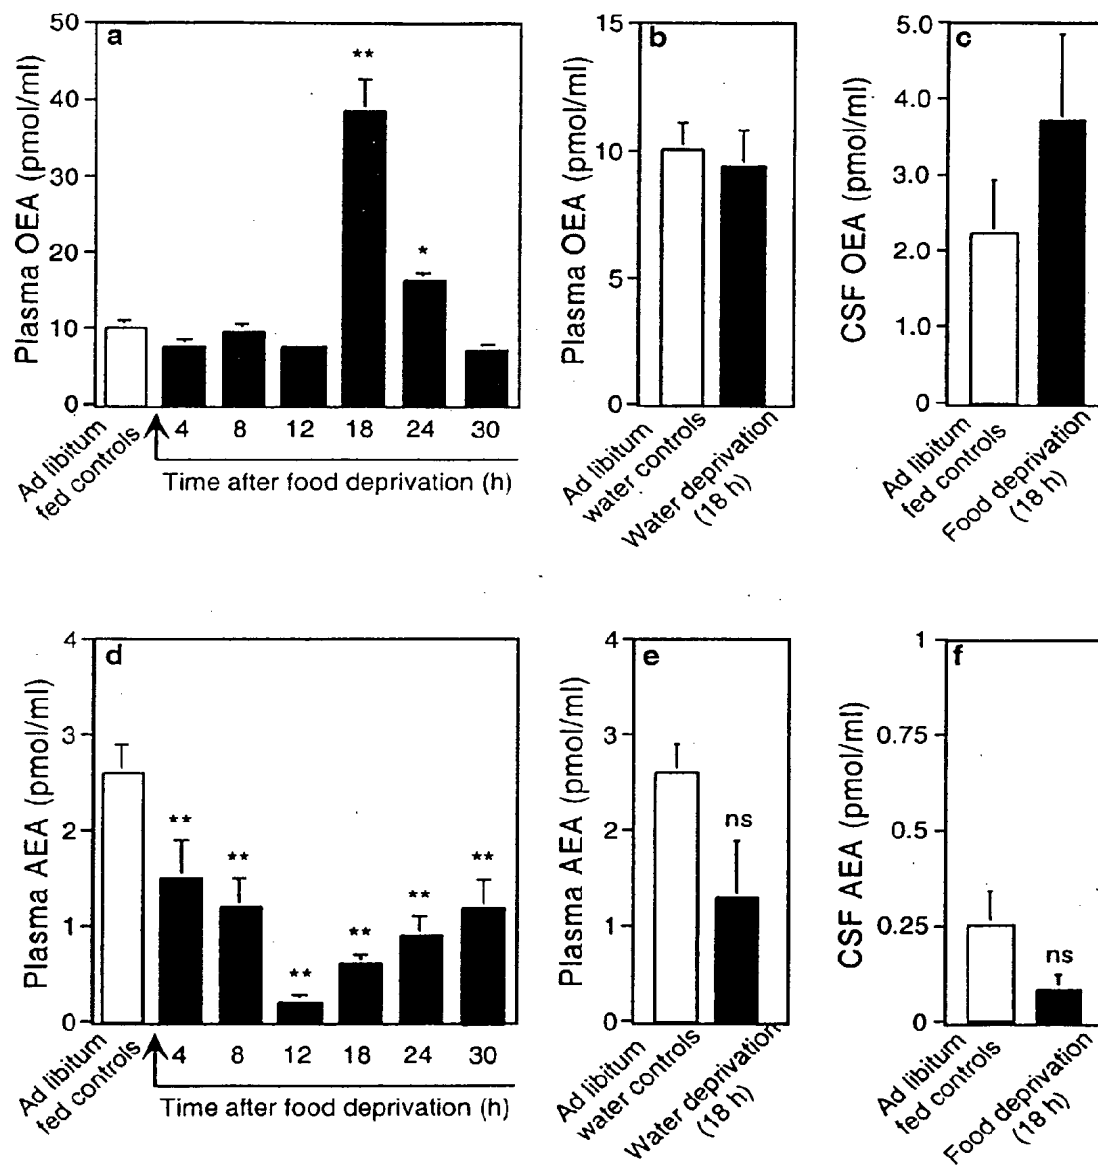 a
50
40
30
20
10
0
Plasma OEA (pmol/ml)
**
*
Ad libitum
fed controls
4 8 12 18 24 30
Time after food deprivation (h)
b
15
10
5
0
Plasma OEA (pmol/ml)
Ad libitum
water controls
Water deprivation
(18 h)
c
5.0
4.0
3.0
2.0
1.0
0
CSF OEA (pmol/ml)
Ad libitum
fed controls
Food deprivation
(18 h)
d
4
3
2
1
0
Plasma AEA (pmol/ml)
** ** ** ** ** **
Ad libitum
fed controls
4 8 12 18 24 30
Time after food deprivation (h)
e
4
3
2
1
0
Plasma AEA (pmol/ml)
ns
Ad libitum
water controls
Water deprivation
(18 h)
f
1
0.75
0.5
0.25
0
CSF AEA (pmol/ml)
ns
Ad libitum
fed controls
Food deprivation
(18 h)